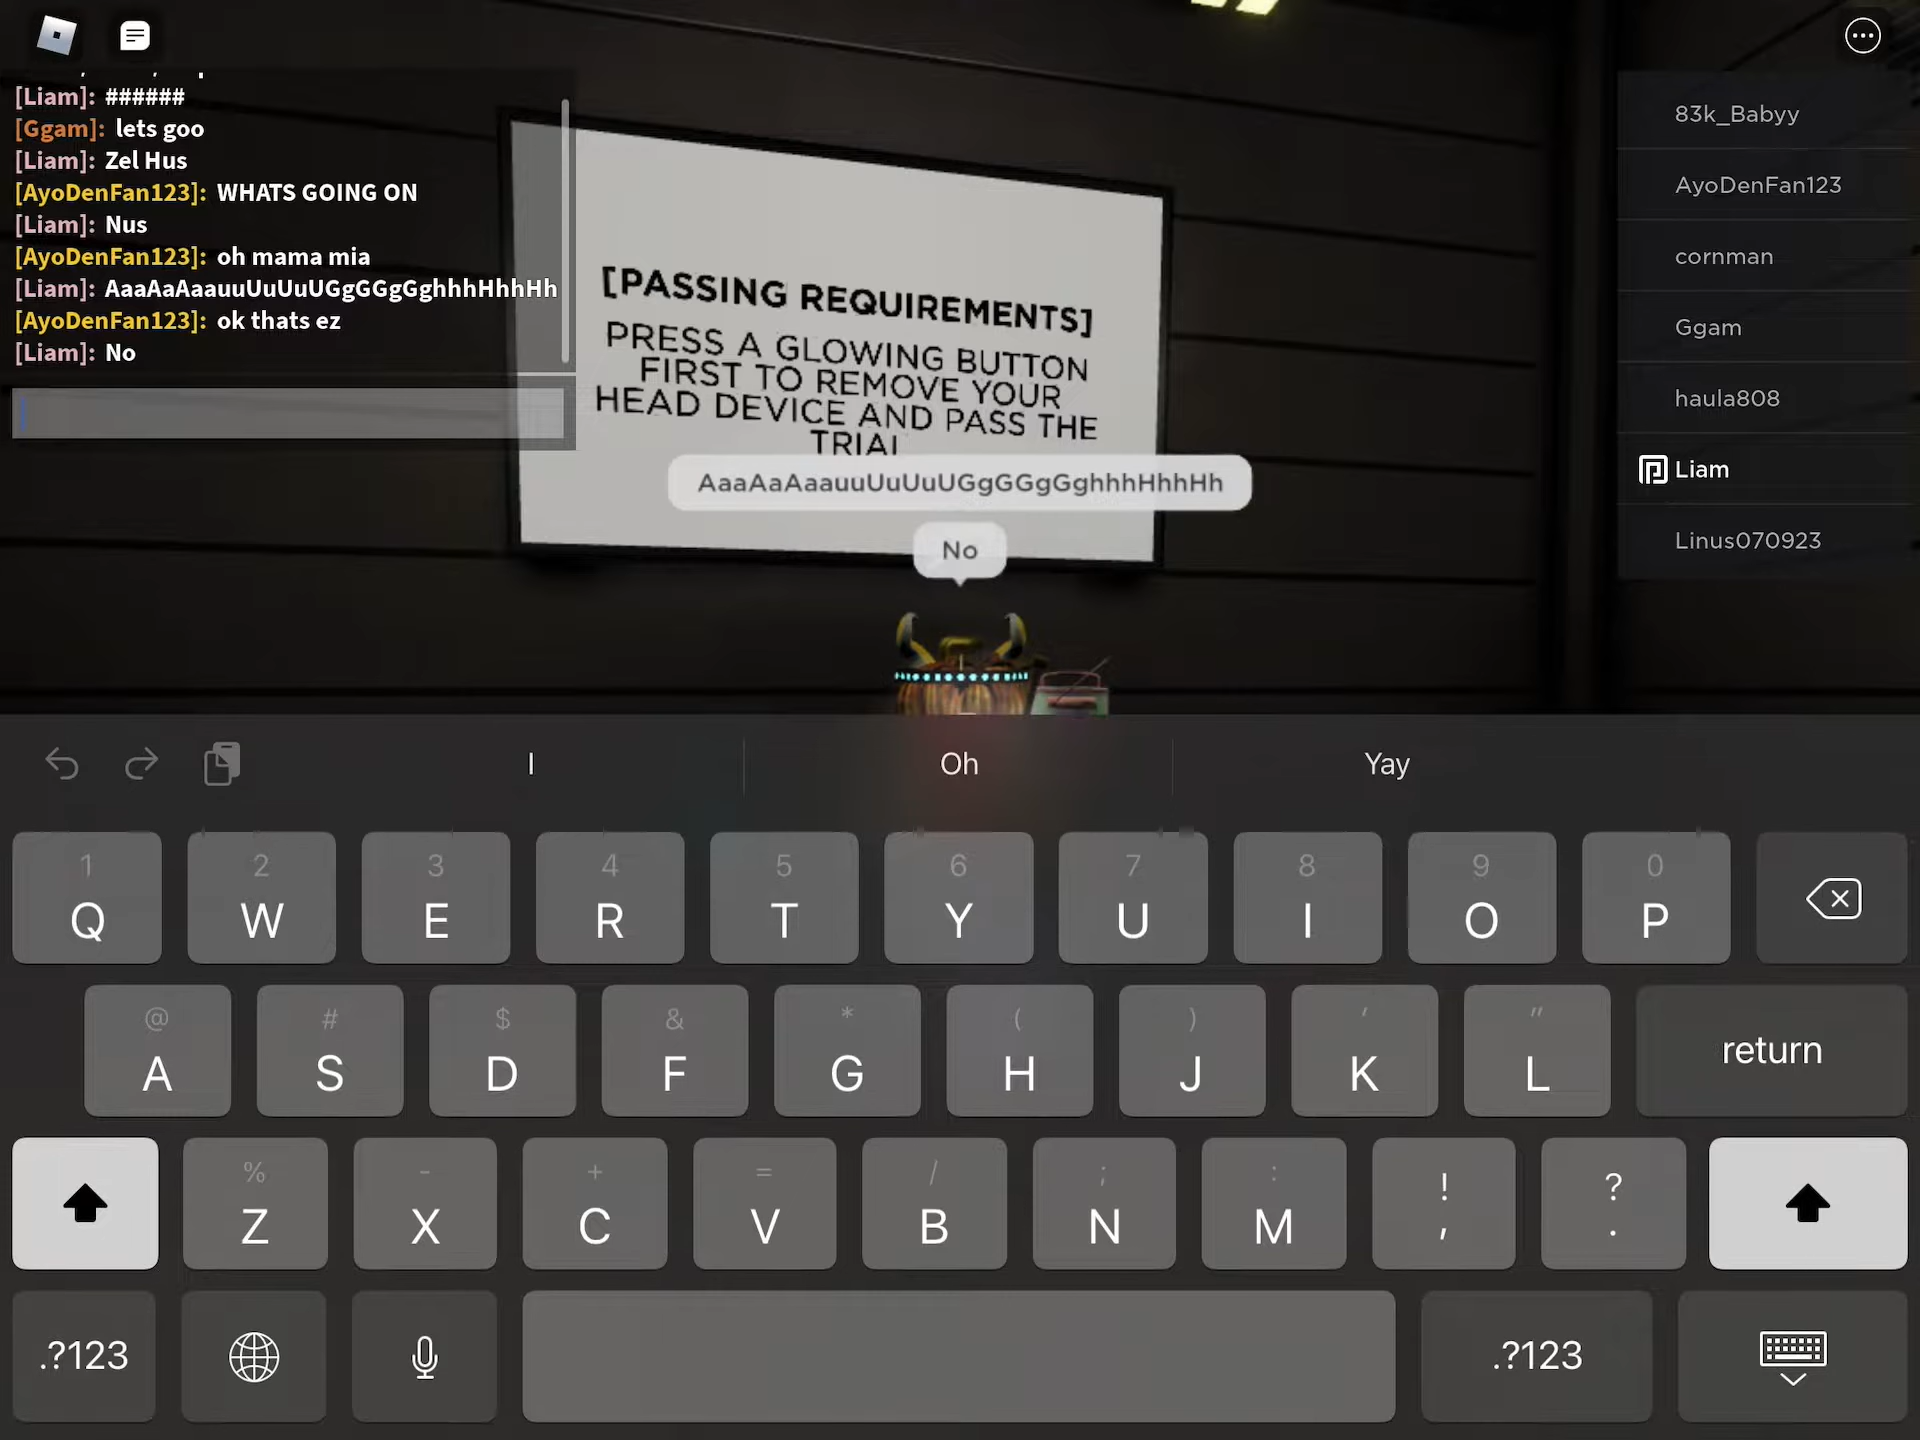 [Liam]: ######
[Ggam]: lets goo
[Liam]: Zel Hus
[AyoDenFan123]: WHATS GOING ON
[Liam]: Nus
[AyoDenFan123]: oh mama mia
[Liam]: AaaAaAaauuUuUuUGgGGgGghhhHhhHh
[AyoDenFan123]: ok thats ez
[Liam]: No
[PASSING REQUIREMENTS]
PRESS A GLOWING BUTTON
FIRST TO REMOVE YOUR
HEAD DEVICE AND PASS THE
TRIAL
AaaAaAaauuUuUuUGgGGgGghhhHhhHh
No
83k_Babyy
AyoDenFan123
cornman
Ggam
haula808
Liam
Linus070923
I Oh Yay
1 2 3 4 5 6 7 8 9 0
Q W E R T Y U I O P
@ # $ & * ( ) ' "
A S D F G H J K L return
% - + = / ; : ! ?
Z X C V B N M , .
.?123 .?123